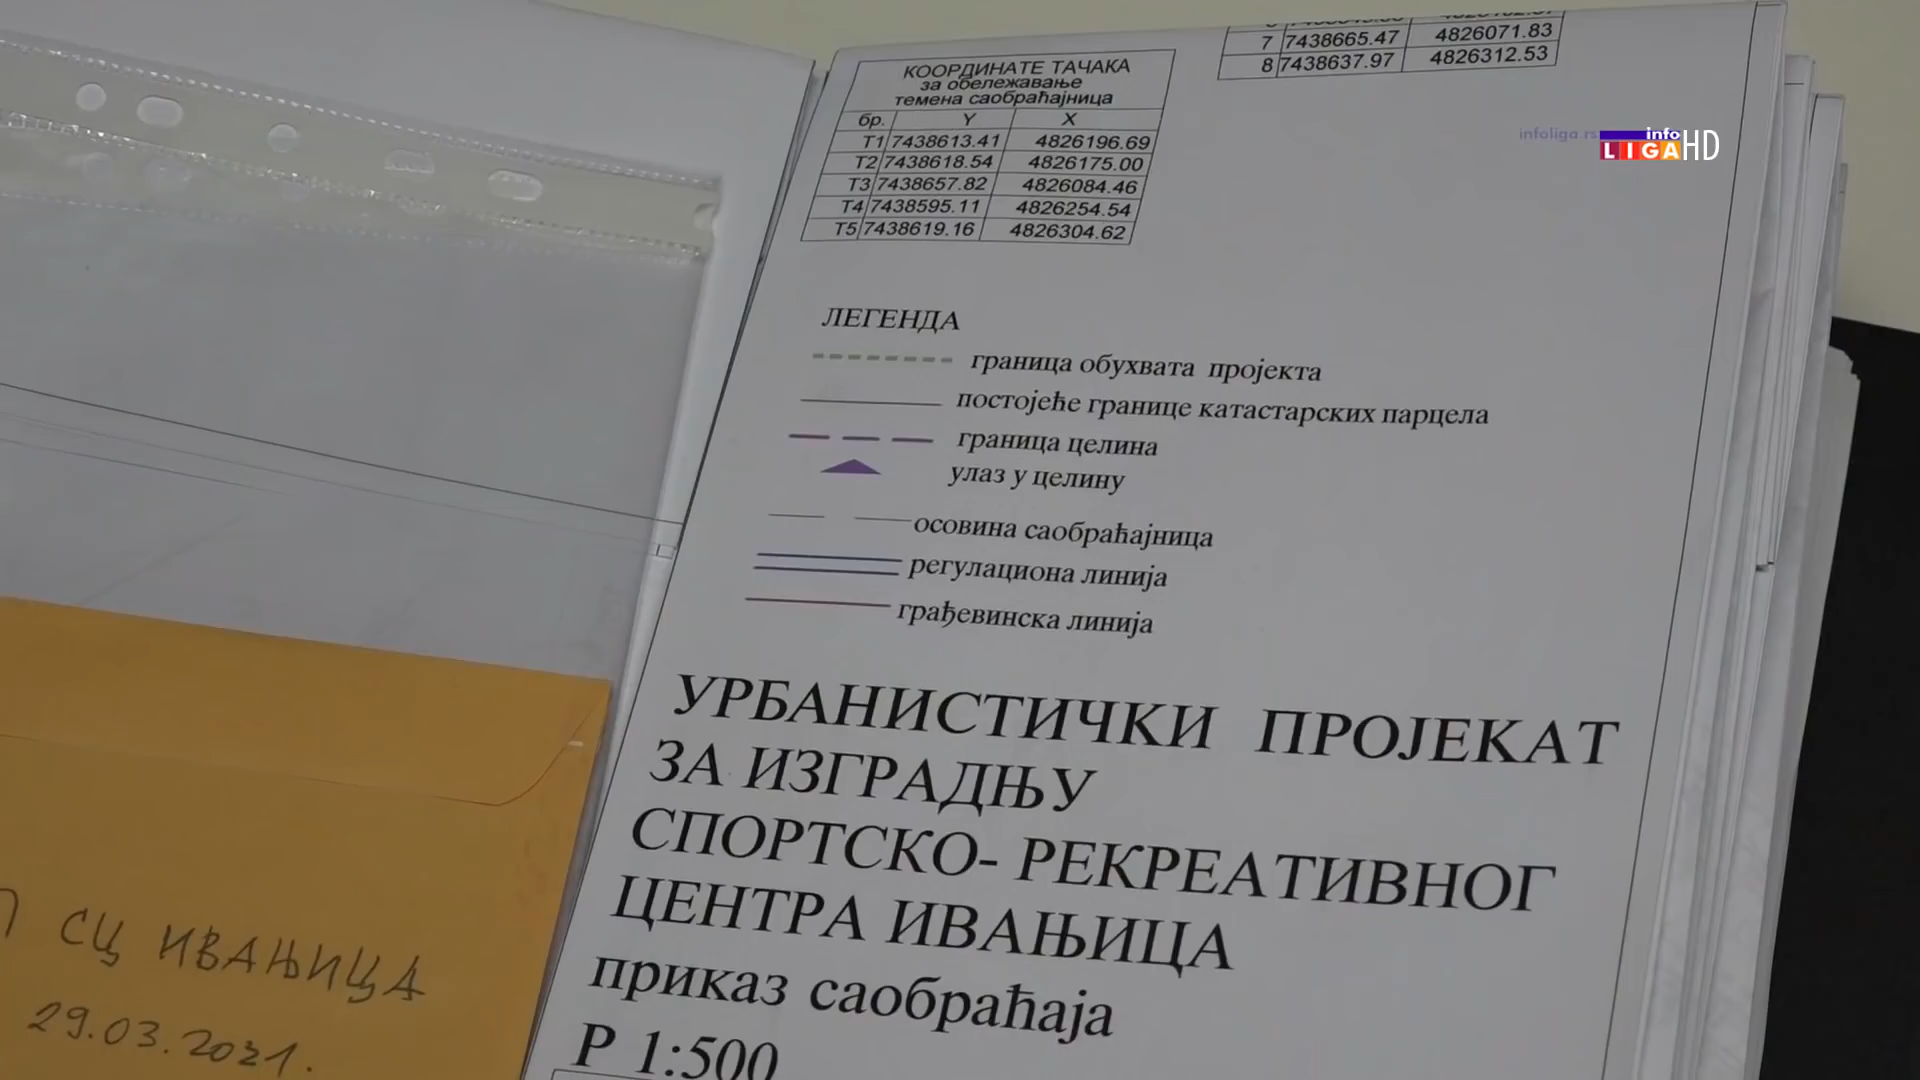 7 7438665.47 4826071.83
8 7438637.97 4826312.53
КООРДИНАТЕ ТАЧАКА
за обележавање
темена саобраћајница
бр. Y X
T1 7438613.41 4826196.69
T2 7438618.54 4826175.00
T3 7438657.82 4826084.46
T4 7438595.11 4826254.54
T5 7438619.16 4826304.62
infoliga.rs
info
LIGA HD
ЛЕГЕНДА
граница обухвата пројекта
постојеће границе катастарских парцела
граница целина
улаз у целину
осовина саобраћајница
регулациона линија
грађевинска линија
УРБАНИСТИЧКИ ПРОЈЕКАТ
ЗА ИЗГРАДЊУ
СПОРТСКО- РЕКРЕАТИВНОГ
ЦЕНТРА ИВАЊИЦА
приказ саобраћаја
Р 1:500
СЦ ИВАЊИЦА
29.03.2021.